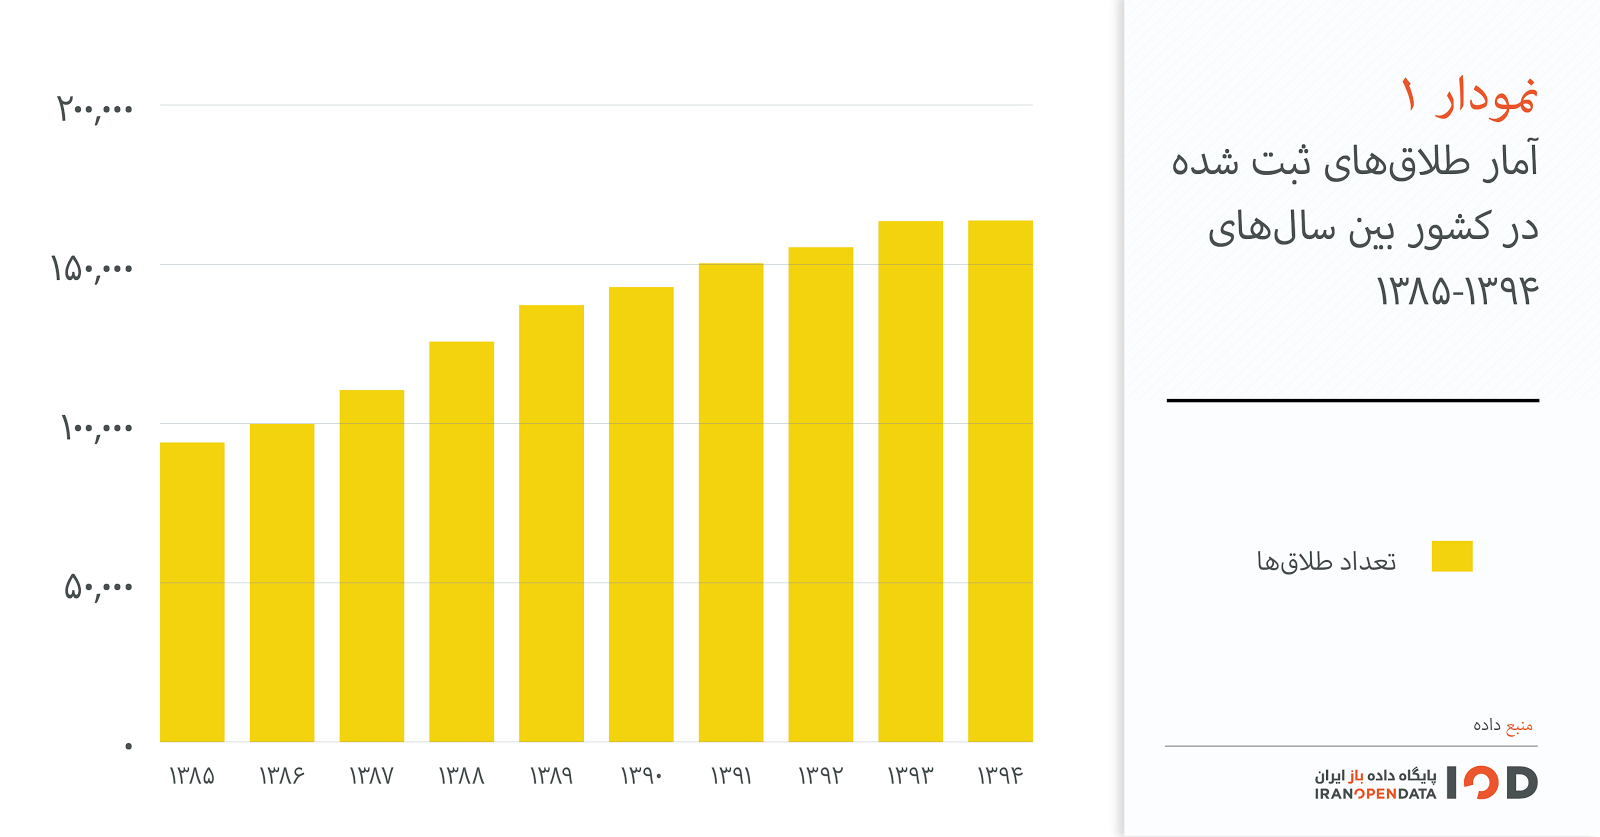 نمودار ۱
آمار طلاق‌های ثبت شده
در کشور بین سال‌های
۱۳۸۵-۱۳۹۴
تعداد طلاق‌ها
۲۰۰,۰۰۰
۱۵۰,۰۰۰
۱۰۰,۰۰۰
۵۰,۰۰۰
۰
۱۳۸۵ ۱۳۸۶ ۱۳۸۷ ۱۳۸۸ ۱۳۸۹ ۱۳۹۰ ۱۳۹۱ ۱۳۹۲ ۱۳۹۳ ۱۳۹۴
منبع داده
پایگاه داده باز ایران
IRANOPENDATA
IOD